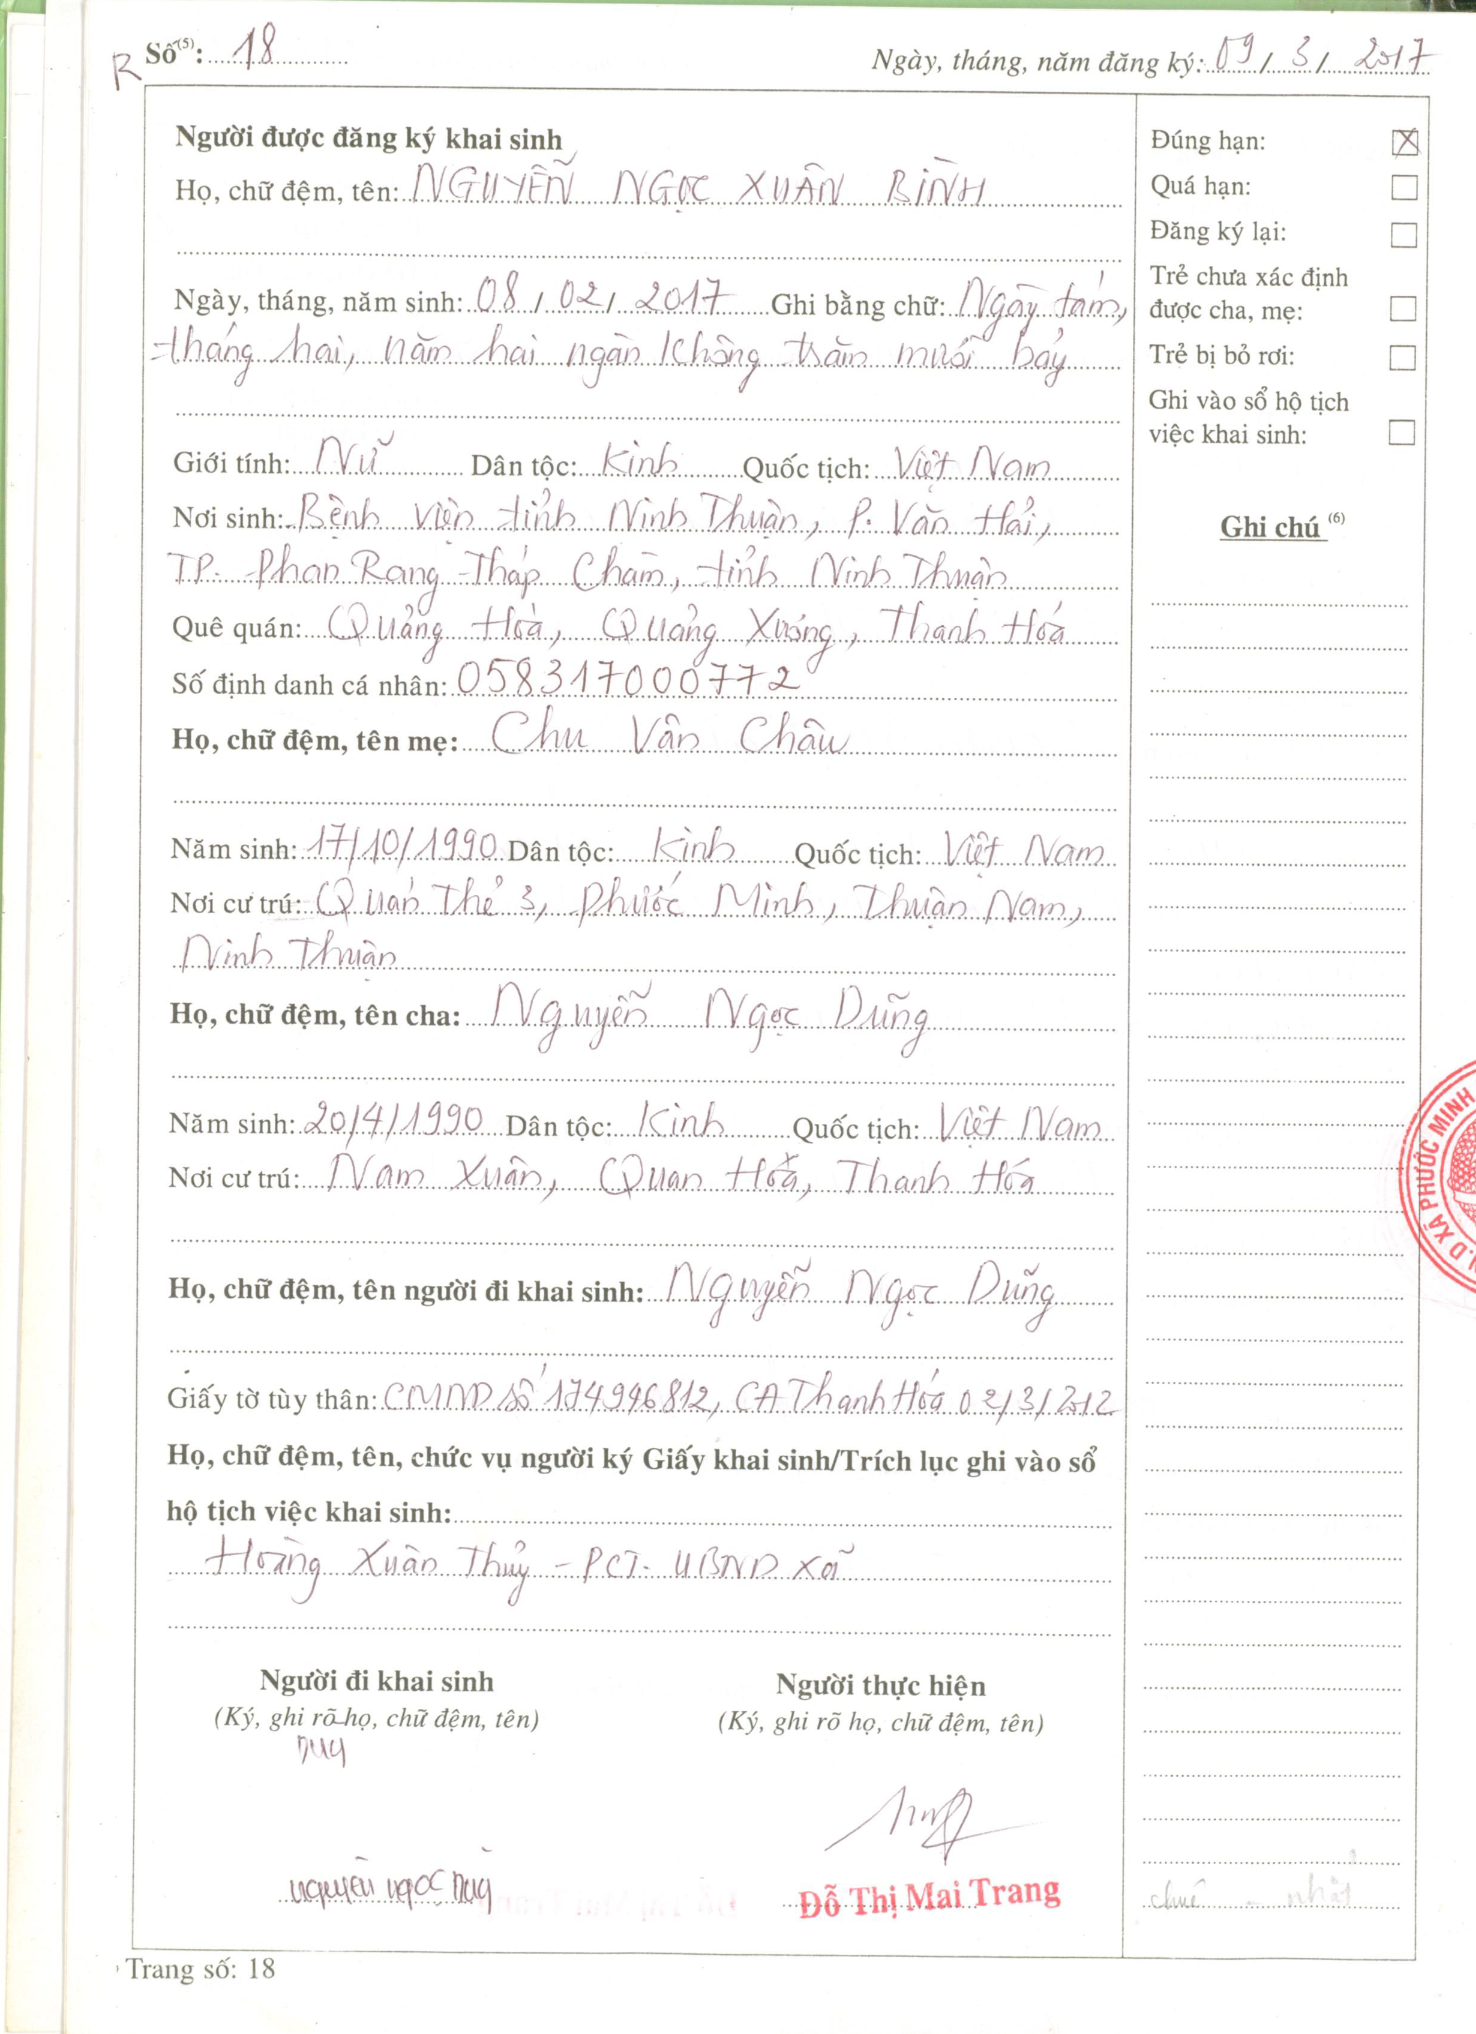 R Số(5): 18
Ngày, tháng, năm đăng ký: 09 / 3 / 2017
Người được đăng ký khai sinh
Họ, chữ đệm, tên: NGUYỄN NGỌC XUÂN BÌNH
Ngày, tháng, năm sinh: 08 / 02 / 2017 Ghi bằng chữ: Ngày tám,
tháng hai, năm hai ngàn không trăm mười bảy
Giới tính: Nữ Dân tộc: Kinh Quốc tịch: Việt Nam
Nơi sinh: Bệnh viện tỉnh Ninh Thuận, P. Văn Hải,
TP. Phan Rang - Tháp Chàm, tỉnh Ninh Thuận
Quê quán: Quảng Hòa, Quảng Xương, Thanh Hóa
Số định danh cá nhân: 058317000772
Họ, chữ đệm, tên mẹ: Chu Vân Châu
Năm sinh: 17/10/1990 Dân tộc: Kinh Quốc tịch: Việt Nam
Nơi cư trú: Quán Thẻ 3, Phước Minh, Thuận Nam,
Ninh Thuận
Họ, chữ đệm, tên cha: Nguyễn Ngọc Dũng
Năm sinh: 20/4/1990 Dân tộc: Kinh Quốc tịch: Việt Nam
Nơi cư trú: Nam Xuân, Quan Hoá, Thanh Hóa
Họ, chữ đệm, tên người đi khai sinh: Nguyễn Ngọc Dũng
Giấy tờ tùy thân: CMND số 174946812, CA Thanh Hóa 02/3/2012
Họ, chữ đệm, tên, chức vụ người ký Giấy khai sinh/Trích lục ghi vào sổ
hộ tịch việc khai sinh:
Hoàng Xuân Thủy - PCT. UBND xã
Người đi khai sinh
(Ký, ghi rõ họ, chữ đệm, tên)
Người thực hiện
(Ký, ghi rõ họ, chữ đệm, tên)
Nguyễn Ngọc
Đỗ Thị Mai Trang
Trang số: 18
Đúng hạn: X
Quá hạn:
Đăng ký lại:
Trẻ chưa xác định
được cha, mẹ:
Trẻ bị bỏ rơi:
Ghi vào sổ hộ tịch
việc khai sinh:
Ghi chú (6)
.D XÃ PHƯỚC MINH